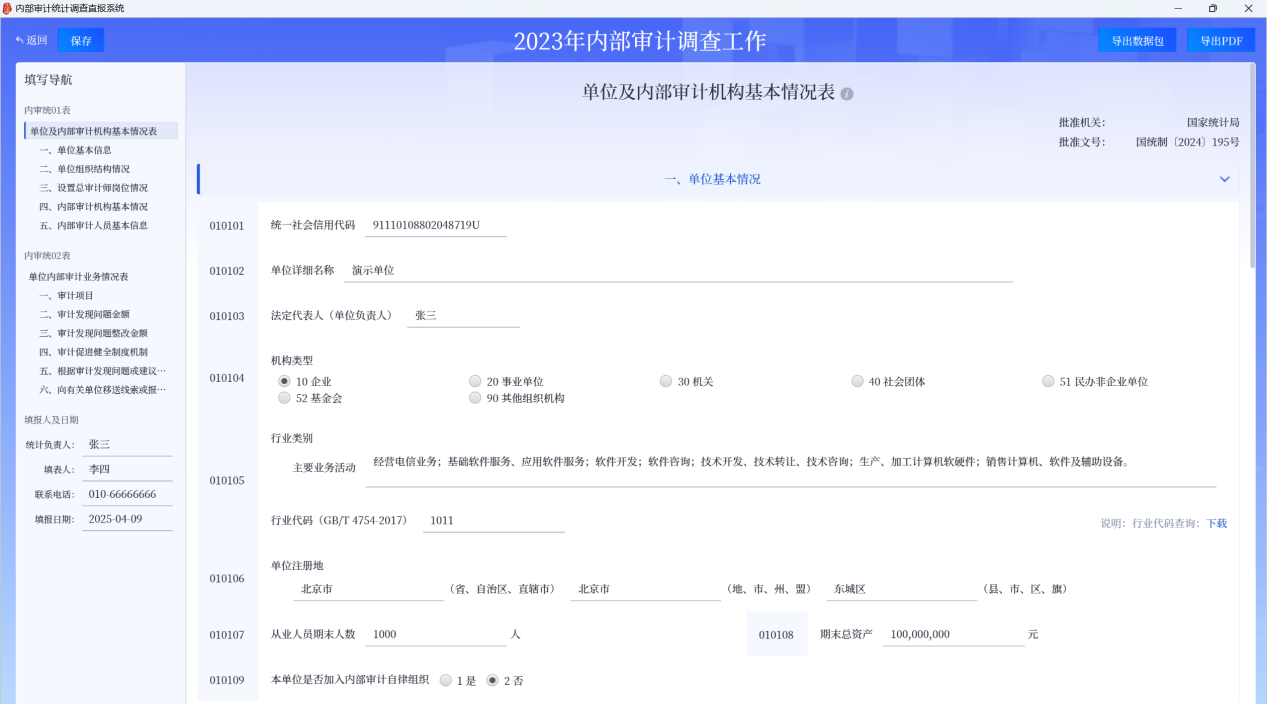 内部审计统计调查直报系统
返回
保存
2023年内部审计调查工作
导出数据包
导出PDF
填写导航
内审统01表
单位及内部审计机构基本情况表
一、单位基本信息
二、单位组织结构情况
三、设置总审计师岗位情况
四、内部审计机构基本情况
五、内部审计人员基本信息
内审统02表
单位内部审计业务情况表
一、审计项目
二、审计发现问题金额
三、审计发现问题整改金额
四、审计促进健全制度机制
五、根据审计发现问题或建议…
六、向有关单位移送线索或报…
填报人及日期
统计负责人： 张三
填表人： 李四
联系电话： 010-66666666
填报日期： 2025-04-09
单位及内部审计机构基本情况表
批准机关： 国家统计局
批准文号： 国统制〔2024〕195号
一、单位基本情况
010101 统一社会信用代码 91110108802048719U
010102 单位详细名称 演示单位
010103 法定代表人（单位负责人） 张三
010104 机构类型
10 企业 20 事业单位 30 机关 40 社会团体 51 民办非企业单位
52 基金会 90 其他组织机构
010105 行业类别
主要业务活动 经营电信业务；基础软件服务、应用软件服务；软件开发；软件咨询；技术开发、技术转让、技术咨询；生产、加工计算机软硬件；销售计算机、软件及辅助设备。
行业代码（GB/T 4754-2017） 1011 说明：行业代码查询：下载
010106 单位注册地
北京市 （省、自治区、直辖市） 北京市 （地、市、州、盟） 东城区 （县、市、区、旗）
010107 从业人员期末人数 1000 人 010108 期末总资产 100,000,000 元
010109 本单位是否加入内部审计自律组织 1 是 2 否